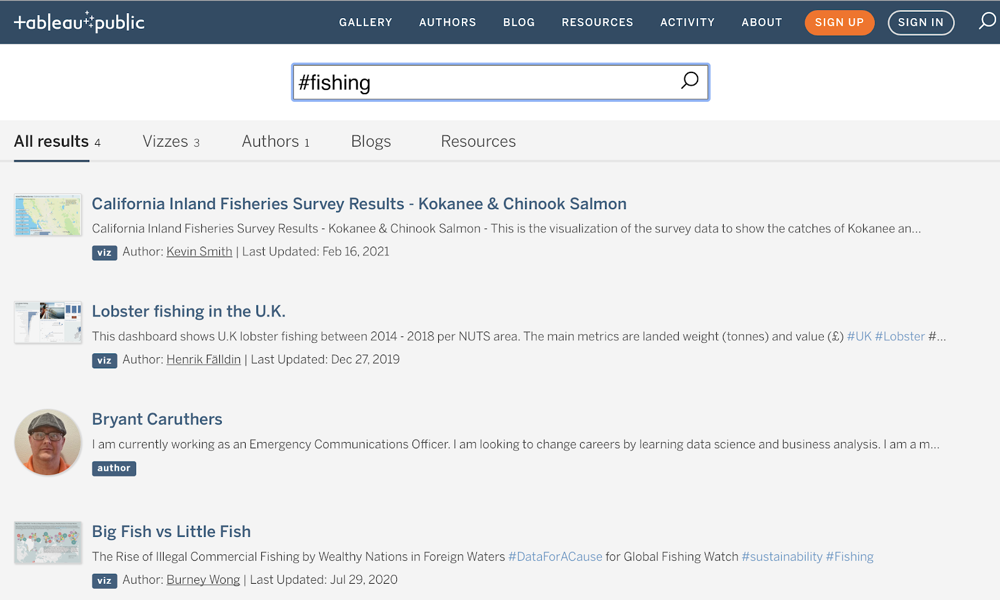 tableau public
GALLERY AUTHORS BLOG RESOURCES ACTIVITY ABOUT SIGN UP SIGN IN
#fishing
All results 4 Vizzes 3 Authors 1 Blogs Resources
California Inland Fisheries Survey Results - Kokanee & Chinook Salmon
California Inland Fisheries Survey Results - Kokanee & Chinook Salmon - This is the visualization of the survey data to show the catches of Kokanee an...
viz Author: Kevin Smith | Last Updated: Feb 16, 2021
Lobster fishing in the U.K.
This dashboard shows U.K lobster fishing between 2014 - 2018 per NUTS area. The main metrics are landed weight (tonnes) and value (£) #UK #Lobster #...
viz Author: Henrik Fälldin | Last Updated: Dec 27, 2019
Bryant Caruthers
I am currently working as an Emergency Communications Officer. I am looking to change careers by learning data science and business analysis. I am a m...
author
Big Fish vs Little Fish
The Rise of Illegal Commercial Fishing by Wealthy Nations in Foreign Waters #DataForACause for Global Fishing Watch #sustainability #Fishing
viz Author: Burney Wong | Last Updated: Jul 29, 2020